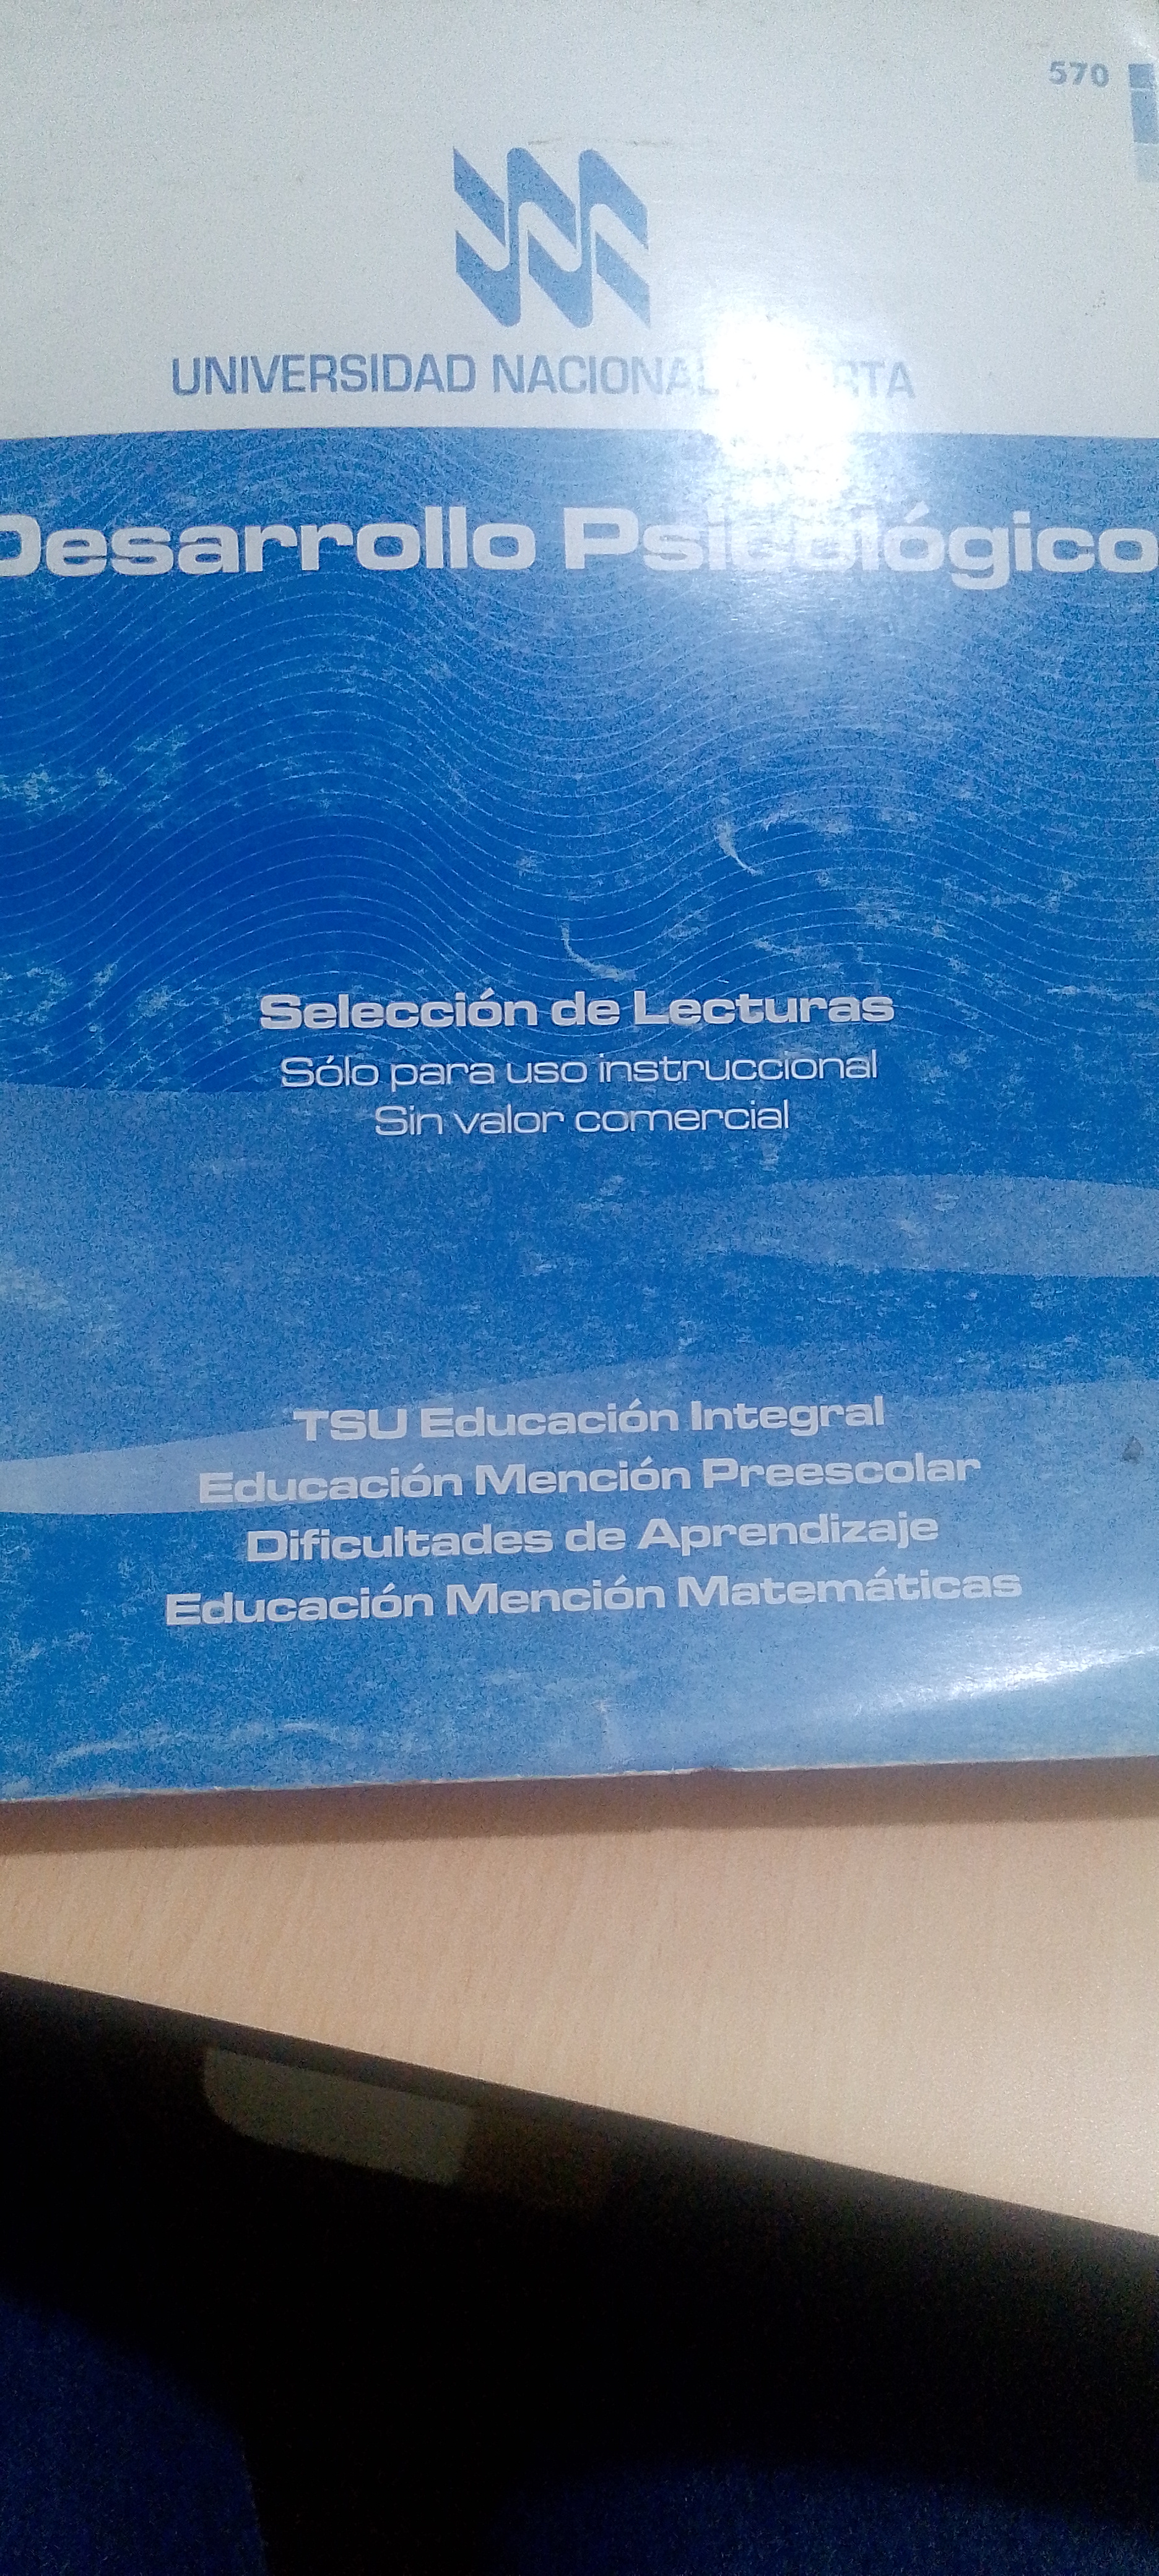 570
UNIVERSIDAD NACIONAL
Desarrollo Psicológico
Selección de Lecturas
Sólo para uso instruccional
Sin valor comercial
TSU Educación Integral
Educación Mención Preescolar
Dificultades de Aprendizaje
Educación Mención Matemáticas